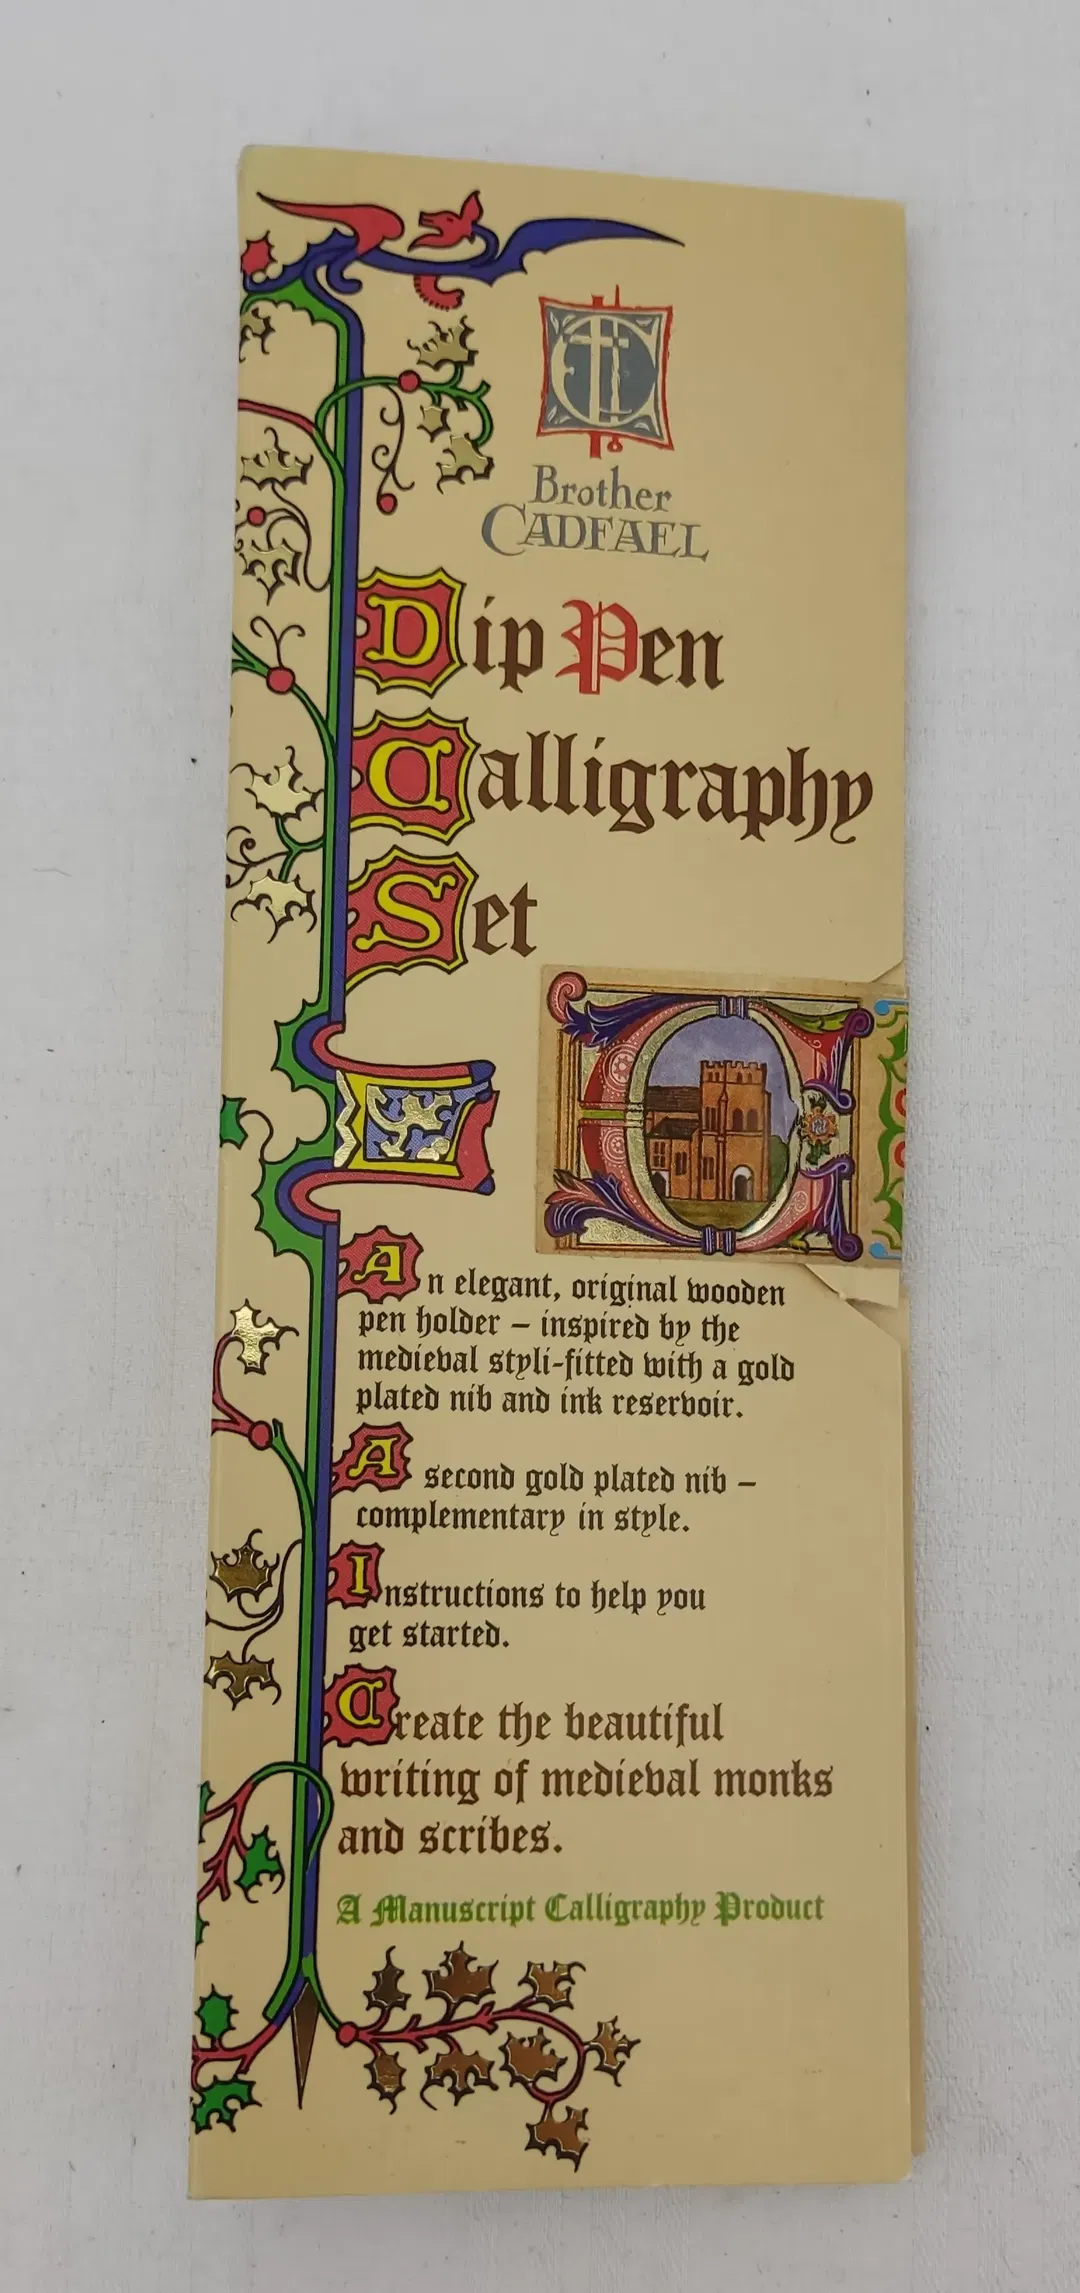 Brother
CADFAEL
Dip Pen
Calligraphy
Set
An elegant, original wooden
pen holder – inspired by the
medieval styli-fitted with a gold
plated nib and ink reservoir.
A second gold plated nib –
complementary in style.
Instructions to help you
get started.
Create the beautiful
writing of medieval monks
and scribes.
A Manuscript Calligraphy Product